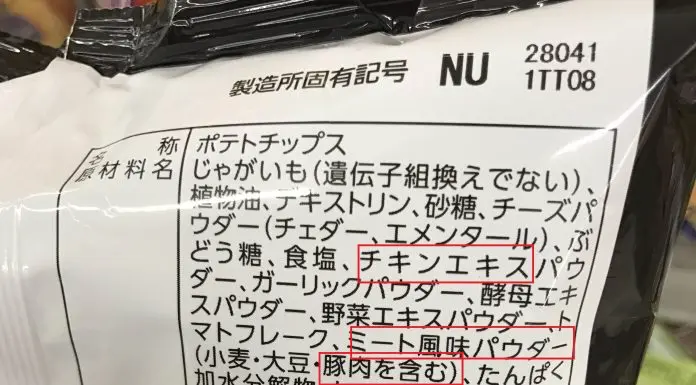 製造所固有記号 NU 28041
1TT08
名称 ポテトチップス
原材料名 じゃがいも(遺伝子組換えでない)、
植物油、デキストリン、砂糖、チーズパ
ウダー(チェダー、エメンタール)、ぶ
どう糖、食塩、チキンエキスパウ
ダー、ガーリックパウダー、酵母エキ
スパウダー、野菜エキスパウダー、ト
マトフレーク、ミート風味パウダー
(小麦・大豆・豚肉を含む)、たんぱく
加水分解物